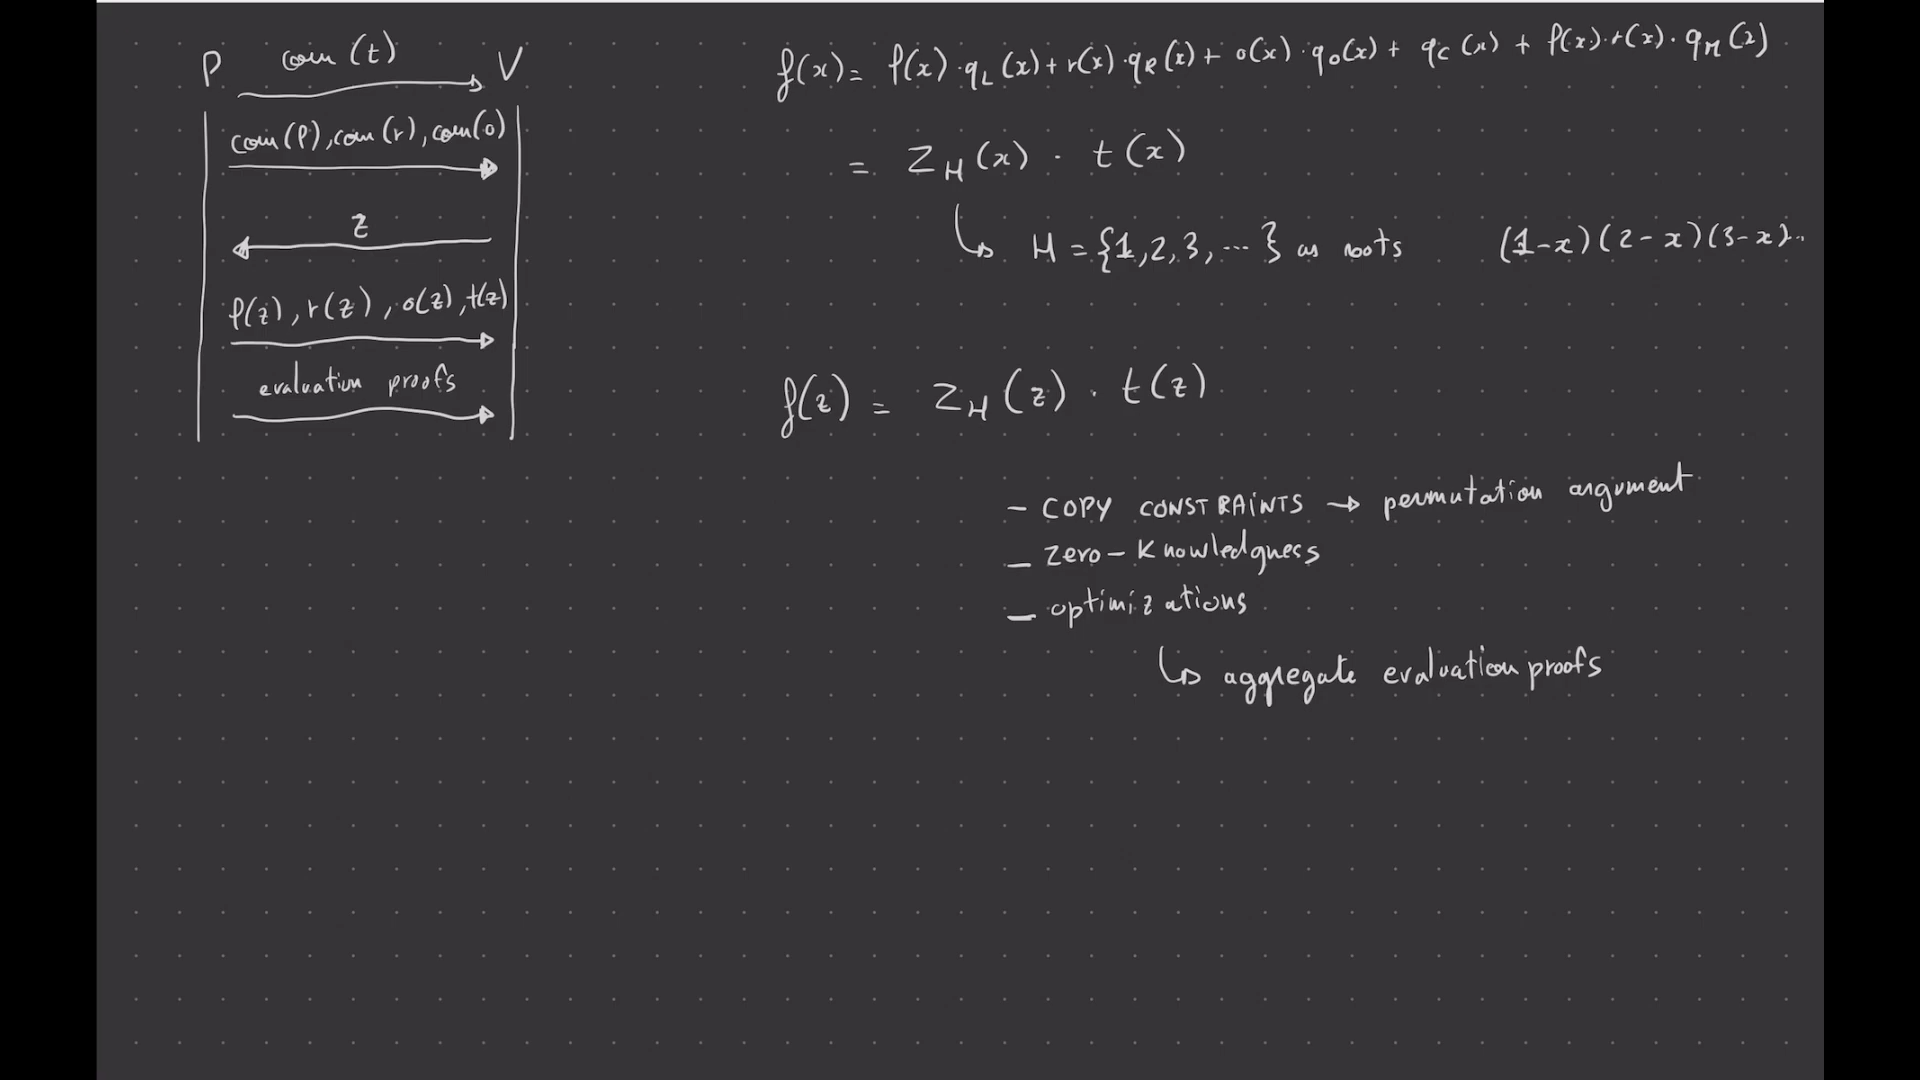 P com(t) V
com(l), com(r), com(o)
z
l(z), r(z), o(z), t(z)
evaluation proofs
f(x) = l(x) · q_L(x) + r(x) · q_R(x) + o(x) · q_O(x) + q_C(x) + l(x) · r(x) · q_M(x)
= Z_H(x) · t(x)
↳ H = {1, 2, 3, ... } as roots (1-x)(2-x)(3-x)..
f(z) = Z_H(z) · t(z)
- COPY CONSTRAINTS → permutation argument
- Zero-Knowledgness
- optimizations
↳ aggregate evaluation proofs